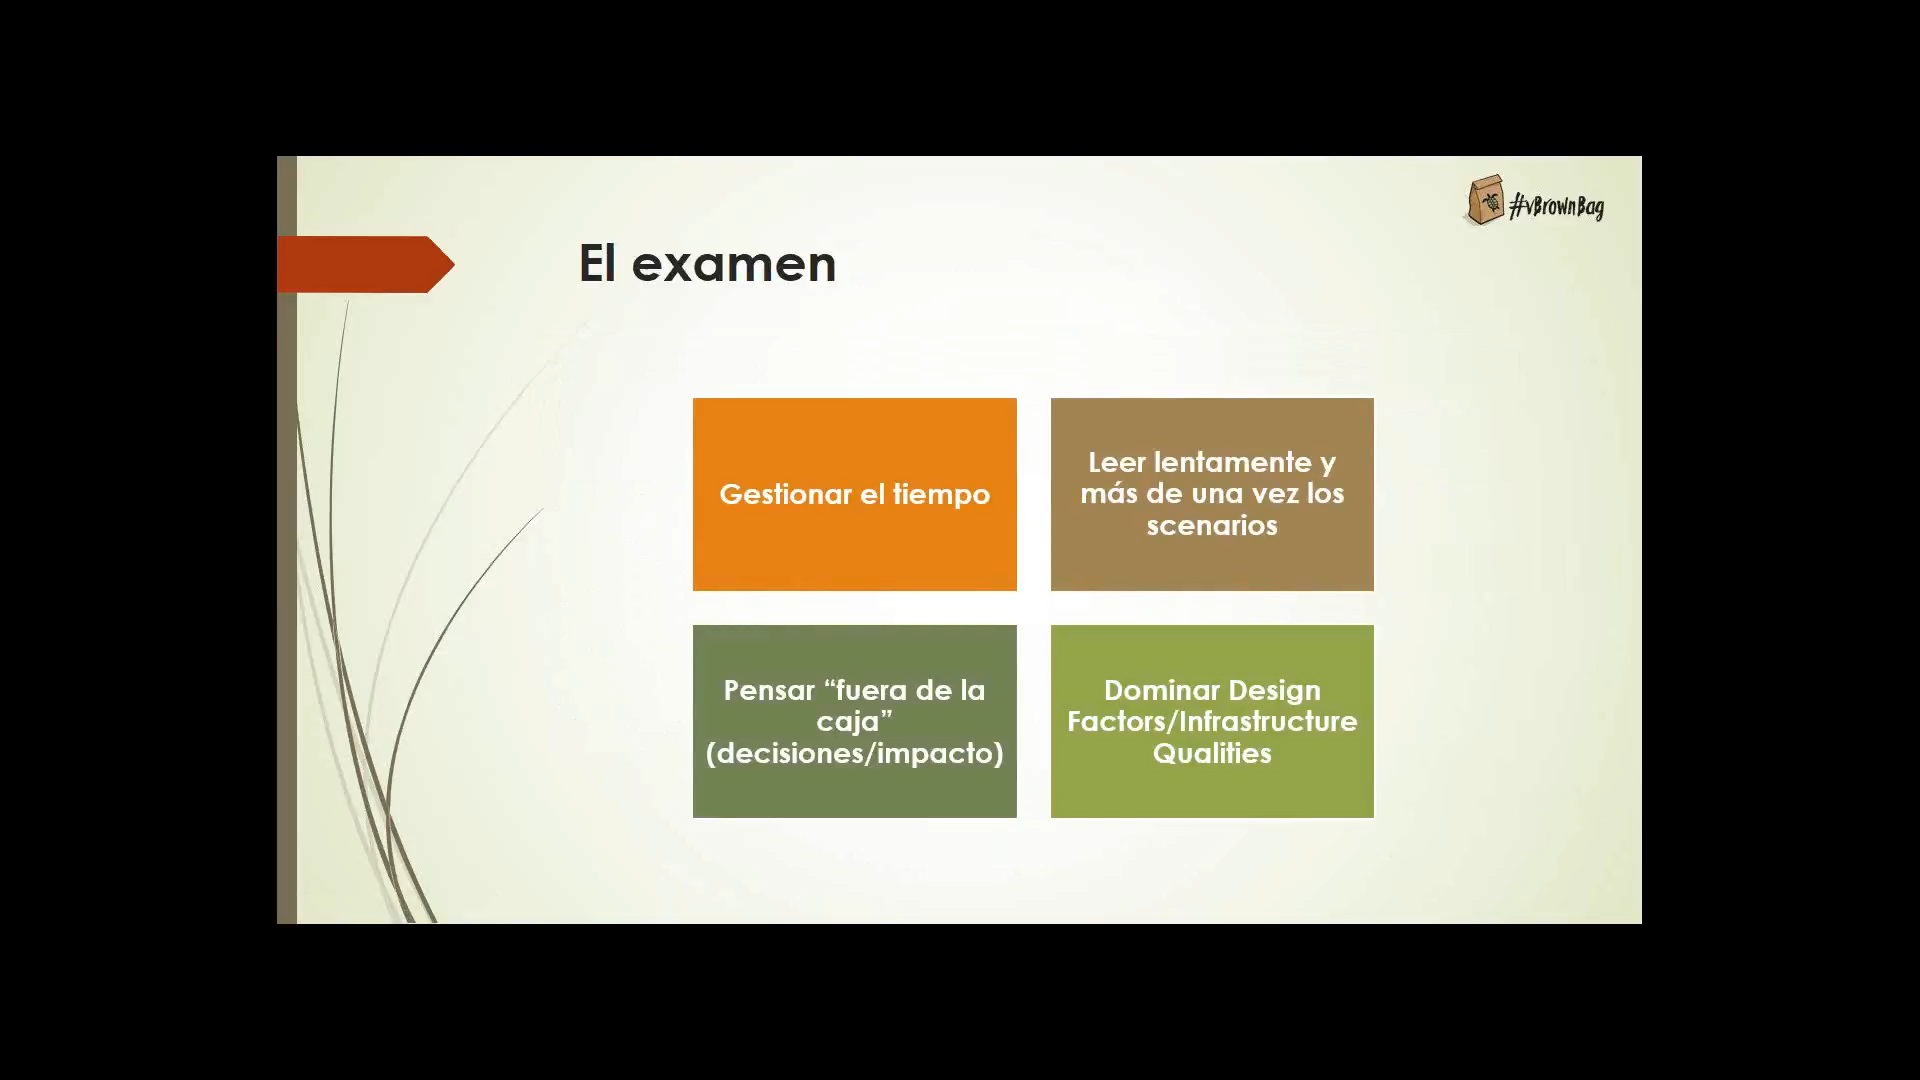 #vBrownBag
El examen
Gestionar el tiempo
Leer lentamente y
más de una vez los
scenarios
Pensar “fuera de la
caja”
(decisiones/impacto)
Dominar Design
Factors/Infrastructure
Qualities